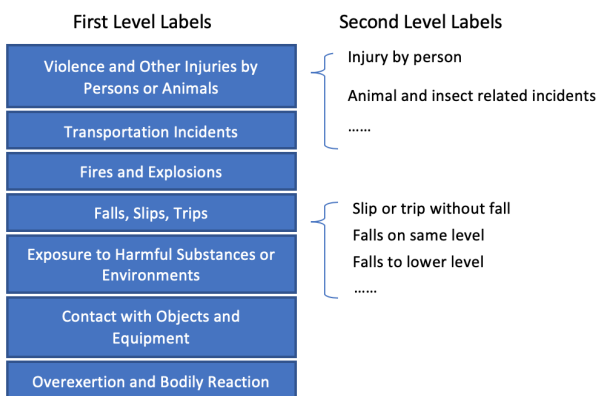 First Level Labels
Second Level Labels
Violence and Other Injuries by
Persons or Animals
Injury by person
Animal and insect related incidents
......
Transportation Incidents
Fires and Explosions
Falls, Slips, Trips
Slip or trip without fall
Falls on same level
Falls to lower level
......
Exposure to Harmful Substances or
Environments
Contact with Objects and
Equipment
Overexertion and Bodily Reaction